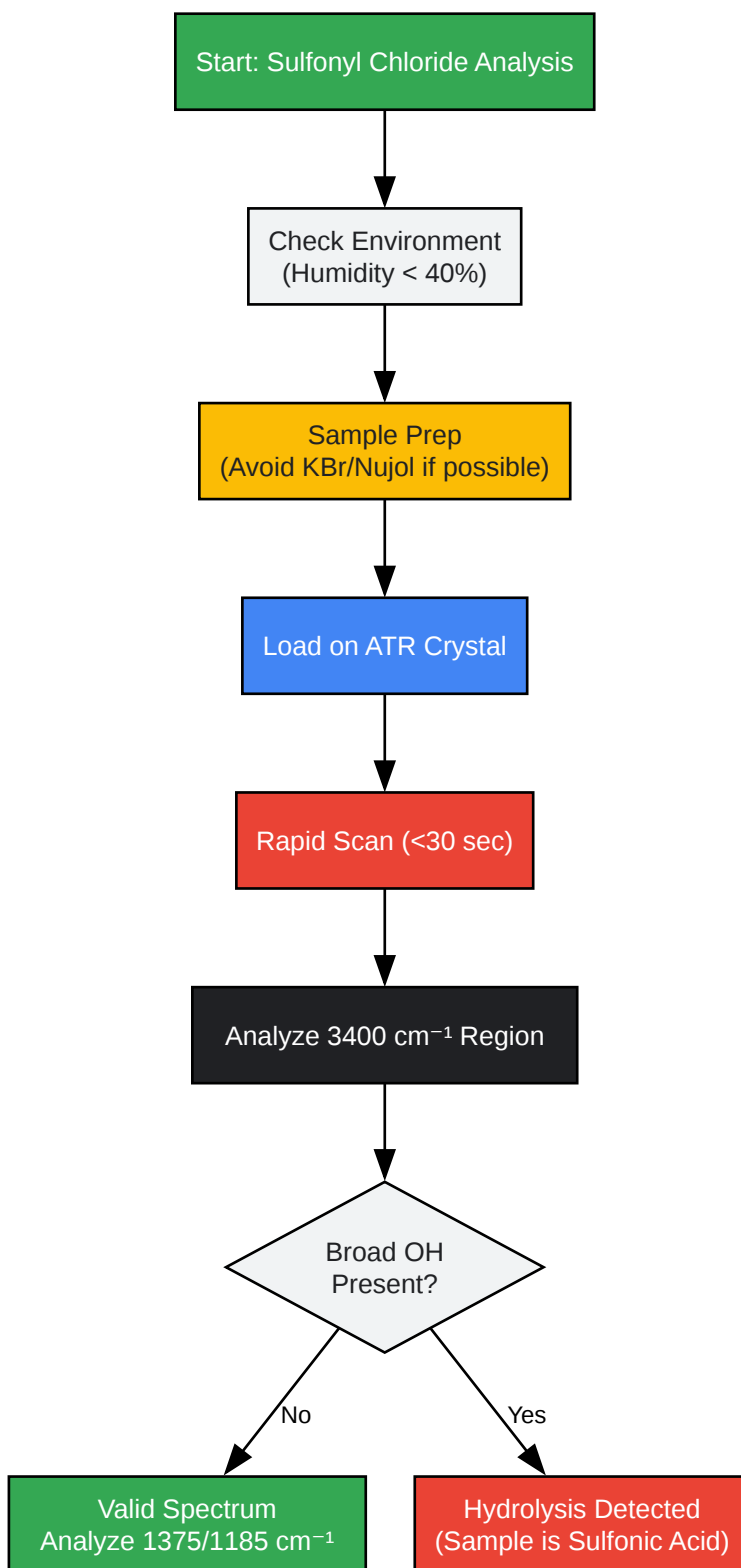 Start: Sulfonyl Chloride Analysis
Check Environment
(Humidity < 40%)
Sample Prep
(Avoid KBr/Nujol if possible)
Load on ATR Crystal
Rapid Scan (<30 sec)
Analyze 3400 cm⁻¹ Region
Broad OH
Present?
No
Yes
Valid Spectrum
Analyze 1375/1185 cm⁻¹
Hydrolysis Detected
(Sample is Sulfonic Acid)